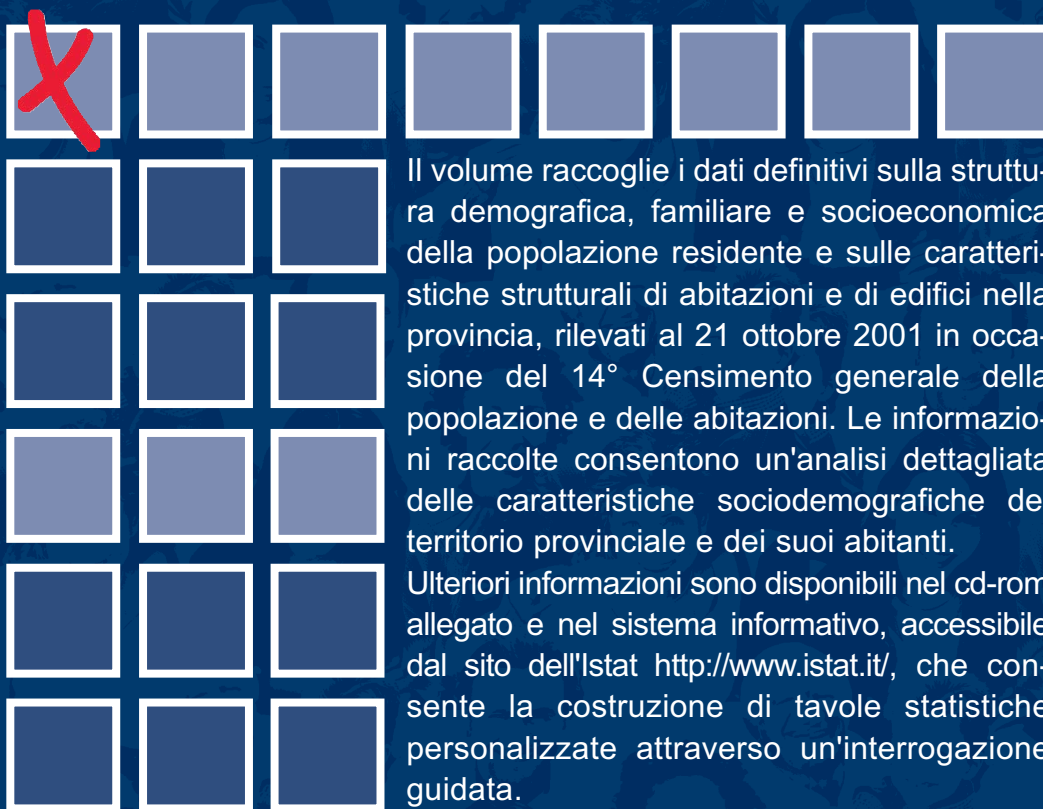 Il volume raccoglie i dati definitivi sulla struttu-
ra demografica, familiare e socioeconomica
della popolazione residente e sulle caratteri-
stiche strutturali di abitazioni e di edifici nella
provincia, rilevati al 21 ottobre 2001 in occa-
sione del 14° Censimento generale della
popolazione e delle abitazioni. Le informazio-
ni raccolte consentono un'analisi dettagliata
delle caratteristiche sociodemografiche de
territorio provinciale e dei suoi abitanti.
Ulteriori informazioni sono disponibili nel cd-rom
allegato e nel sistema informativo, accessibile
dal sito dell'Istat http://www.istat.it/, che con-
sente la costruzione di tavole statistiche
personalizzate attraverso un'interrogazione
guidata.